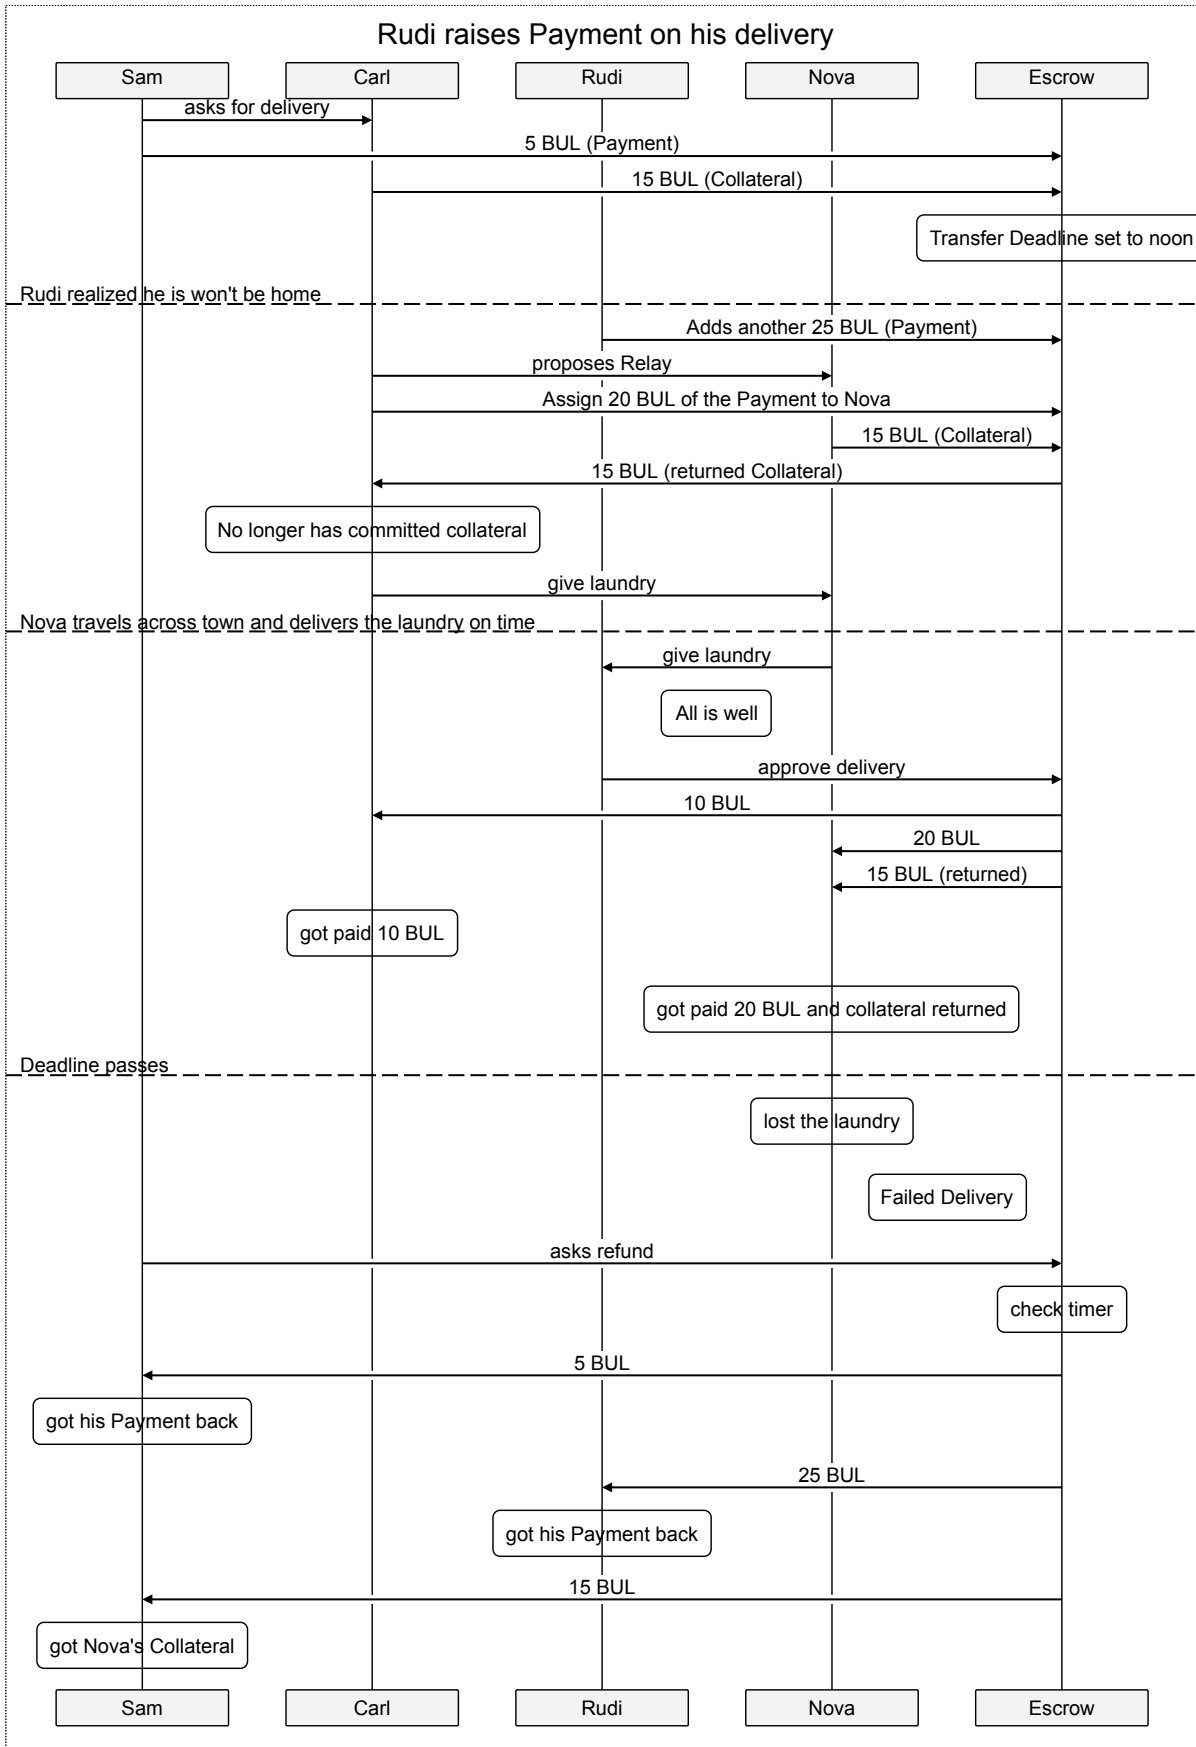 Rudi raises Payment on his delivery
Sam Carl Rudi Nova Escrow
asks for delivery
5 BUL (Payment)
15 BUL (Collateral)
Transfer Deadline set to noon
Rudi realized he is won't be home
Adds another 25 BUL (Payment)
proposes Relay
Assign 20 BUL of the Payment to Nova
15 BUL (Collateral)
15 BUL (returned Collateral)
No longer has committed collateral
give laundry
Nova travels across town and delivers the laundry on time
give laundry
All is well
approve delivery
10 BUL
20 BUL
15 BUL (returned)
got paid 10 BUL
got paid 20 BUL and collateral returned
Deadline passes
lost the laundry
Failed Delivery
asks refund
check timer
5 BUL
got his Payment back
25 BUL
got his Payment back
15 BUL
got Nova's Collateral
Sam Carl Rudi Nova Escrow